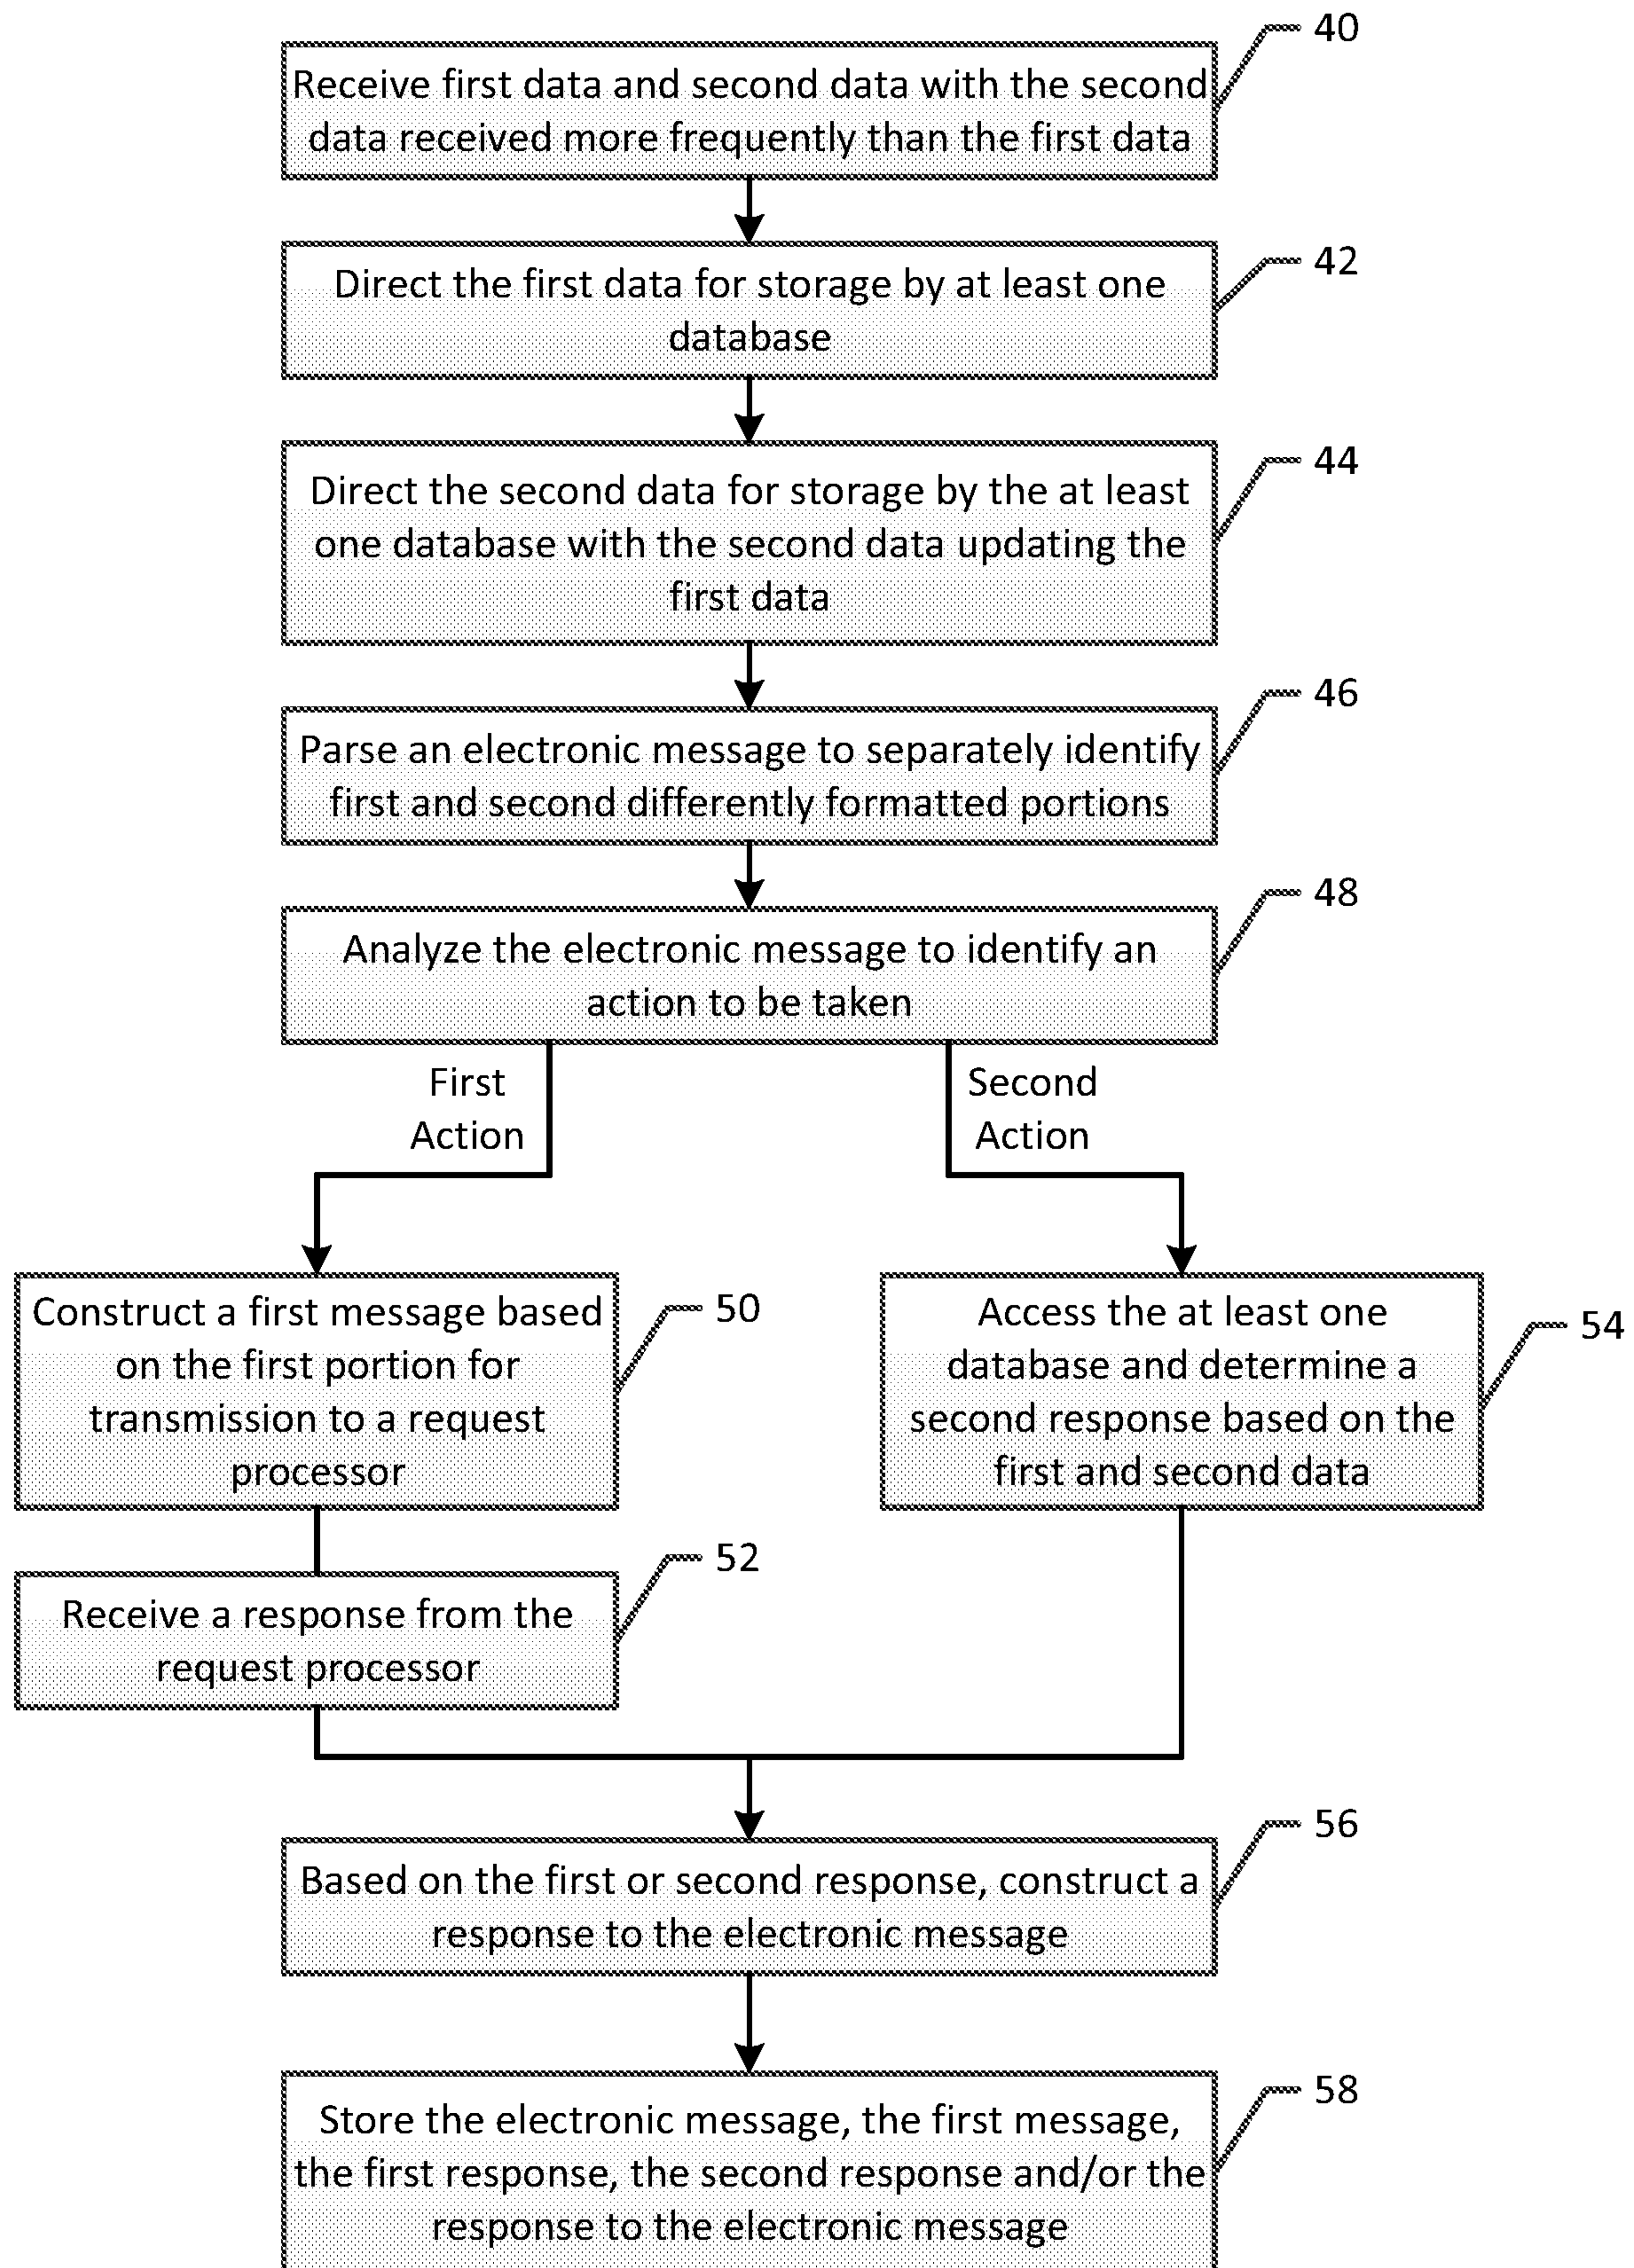 40
Receive first data and second data with the second
data received more frequently than the first data
42
Direct the first data for storage by at least one
database
44
Direct the second data for storage by the at least
one database with the second data updating the
first data
46
Parse an electronic message to separately identify
first and second differently formatted portions
48
Analyze the electronic message to identify an
action to be taken
First
Action
Second
Action
Construct a first message based
on the first portion for
transmission to a request
processor
50
Access the at least one
database and determine a
second response based on the
first and second data
54
52
Receive a response from the
request processor
56
Based on the first or second response, construct a
response to the electronic message
58
Store the electronic message, the first message,
the first response, the second response and/or the
response to the electronic message